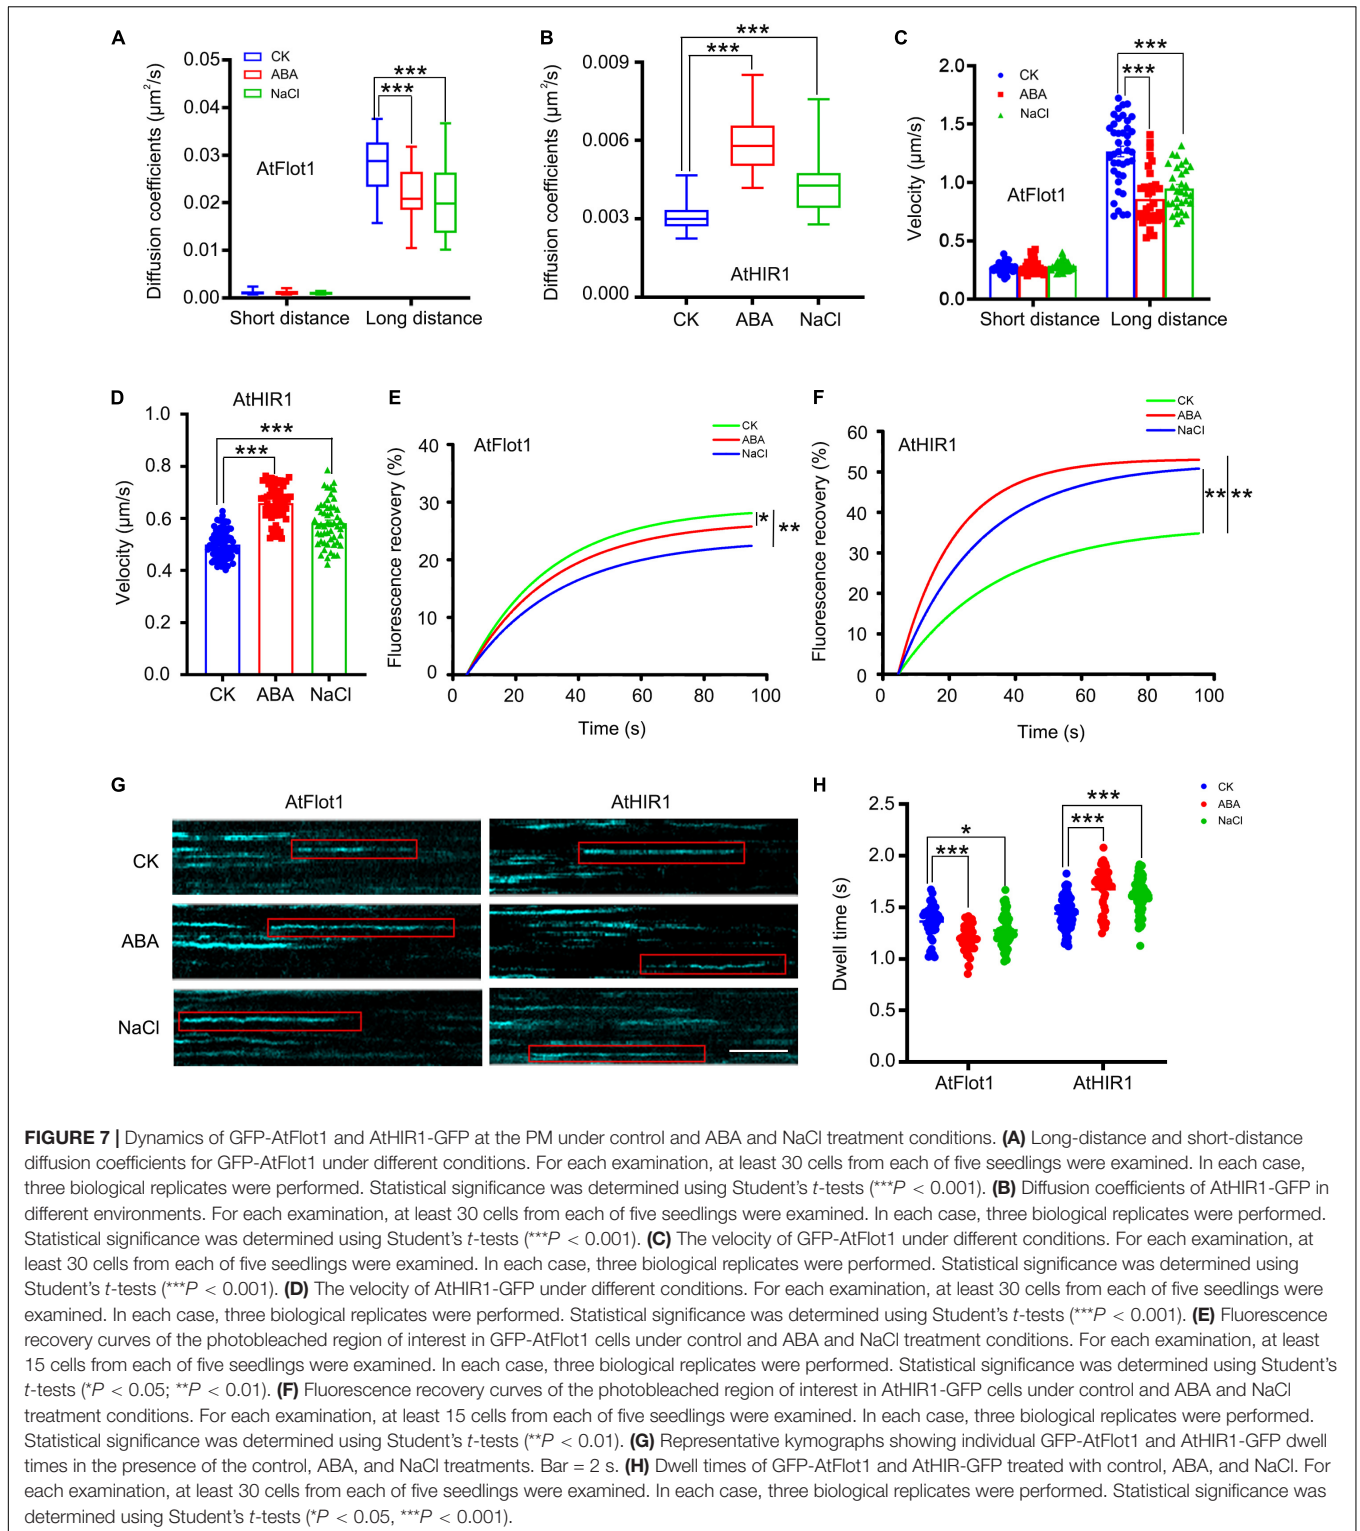 A
CK
ABA
NaCl
Diffusion coefficients (µm²/s)
0.05
0.04
0.03
0.02
0.01
0.00
***
***
AtFlot1
Short distance
Long distance
B
Diffusion coefficients (µm²/s)
0.009
0.006
0.003
0.000
***
***
AtHIR1
CK
ABA
NaCl
C
CK
ABA
NaCl
Velocity (µm/s)
2.0
1.5
1.0
0.5
0.0
***
***
AtFlot1
Short distance
Long distance
D
AtHIR1
Velocity (µm/s)
1.0
0.8
0.6
0.4
0.2
0.0
***
***
CK
ABA
NaCl
E
AtFlot1
CK
ABA
NaCl
Fluorescence recovery (%)
40
30
20
10
0
*
**
0
20
40
60
80
100
Time (s)
F
AtHIR1
CK
ABA
NaCl
Fluorescence recovery (%)
60
50
40
30
20
10
0
**
**
0
20
40
60
80
100
Time (s)
G
AtFlot1
AtHIR1
CK
ABA
NaCl
H
CK
ABA
NaCl
Dwell time (s)
2.5
2.0
1.5
1.0
0.5
0.0
*
***
***
***
AtFlot1
AtHIR1
FIGURE 7 | Dynamics of GFP-AtFlot1 and AtHIR1-GFP at the PM under control and ABA and NaCl treatment conditions. (A) Long-distance and short-distance
diffusion coefficients for GFP-AtFlot1 under different conditions. For each examination, at least 30 cells from each of five seedlings were examined. In each case,
three biological replicates were performed. Statistical significance was determined using Student's t-tests (***P < 0.001). (B) Diffusion coefficients of AtHIR1-GFP in
different environments. For each examination, at least 30 cells from each of five seedlings were examined. In each case, three biological replicates were performed.
Statistical significance was determined using Student's t-tests (***P < 0.001). (C) The velocity of GFP-AtFlot1 under different conditions. For each examination, at
least 30 cells from each of five seedlings were examined. In each case, three biological replicates were performed. Statistical significance was determined using
Student's t-tests (***P < 0.001). (D) The velocity of AtHIR1-GFP under different conditions. For each examination, at least 30 cells from each of five seedlings were
examined. In each case, three biological replicates were performed. Statistical significance was determined using Student's t-tests (***P < 0.001). (E) Fluorescence
recovery curves of the photobleached region of interest in GFP-AtFlot1 cells under control and ABA and NaCl treatment conditions. For each examination, at least
15 cells from each of five seedlings were examined. In each case, three biological replicates were performed. Statistical significance was determined using Student's
t-tests (*P < 0.05; **P < 0.01). (F) Fluorescence recovery curves of the photobleached region of interest in AtHIR1-GFP cells under control and ABA and NaCl
treatment conditions. For each examination, at least 15 cells from each of five seedlings were examined. In each case, three biological replicates were performed.
Statistical significance was determined using Student's t-tests (**P < 0.01). (G) Representative kymographs showing individual GFP-AtFlot1 and AtHIR1-GFP dwell
times in the presence of the control, ABA, and NaCl treatments. Bar = 2 s. (H) Dwell times of GFP-AtFlot1 and AtHIR-GFP treated with control, ABA, and NaCl. For
each examination, at least 30 cells from each of five seedlings were examined. In each case, three biological replicates were performed. Statistical significance was
determined using Student's t-tests (*P < 0.05, ***P < 0.001).